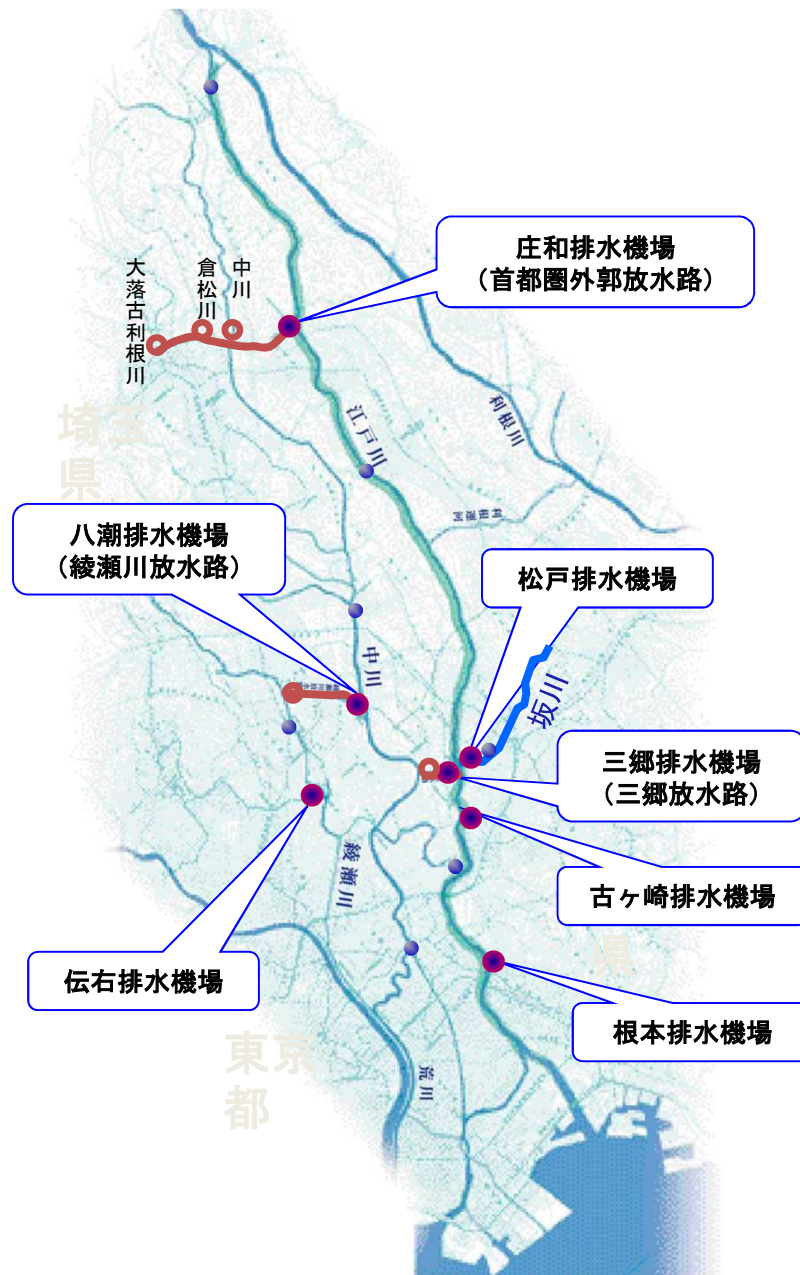 庄和排水機場
（首都圏外郭放水路）
大落古利根川
倉松川
中川
埼玉
県
江戸川
利根川
利根運河
八潮排水機場
（綾瀬川放水路）
松戸排水機場
中川
坂川
三郷排水機場
（三郷放水路）
綾瀬川
古ヶ崎排水機場
県
伝右排水機場
根本排水機場
東京
都
荒川